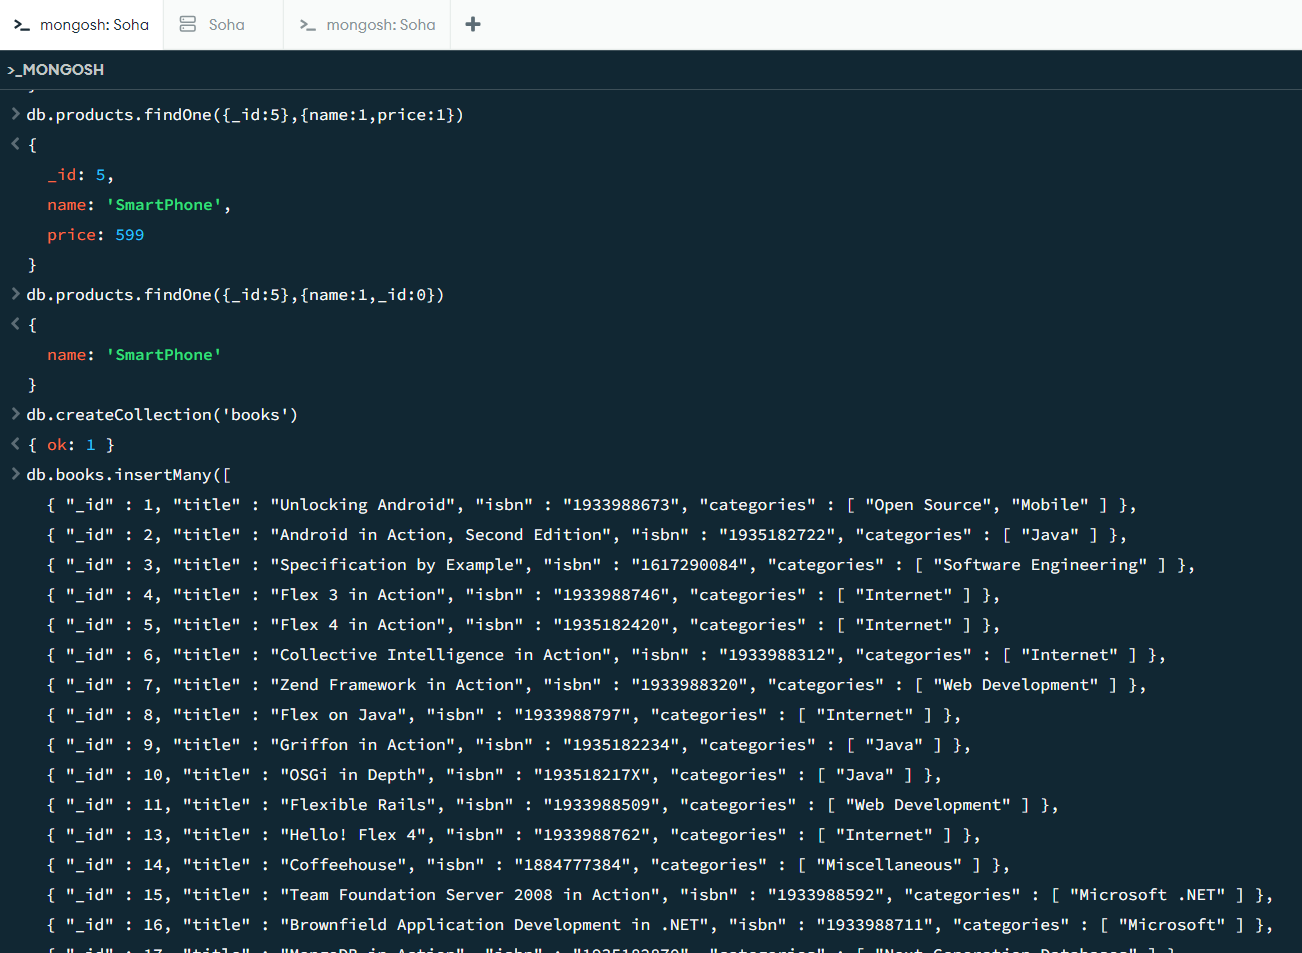 mongosh: Soha
Soha
mongosh: Soha
>_MONGOSH
db.products.findOne({_id:5},{name:1,price:1})
{
_id: 5,
name: 'SmartPhone',
price: 599
}
db.products.findOne({_id:5},{name:1,_id:0})
{
name: 'SmartPhone'
}
db.createCollection('books')
{ ok: 1 }
db.books.insertMany([
{ "_id" : 1, "title" : "Unlocking Android", "isbn" : "1933988673", "categories" : [ "Open Source", "Mobile" ] },
{ "_id" : 2, "title" : "Android in Action, Second Edition", "isbn" : "1935182722", "categories" : [ "Java" ] },
{ "_id" : 3, "title" : "Specification by Example", "isbn" : "1617290084", "categories" : [ "Software Engineering" ] },
{ "_id" : 4, "title" : "Flex 3 in Action", "isbn" : "1933988746", "categories" : [ "Internet" ] },
{ "_id" : 5, "title" : "Flex 4 in Action", "isbn" : "1935182420", "categories" : [ "Internet" ] },
{ "_id" : 6, "title" : "Collective Intelligence in Action", "isbn" : "1933988312", "categories" : [ "Internet" ] },
{ "_id" : 7, "title" : "Zend Framework in Action", "isbn" : "1933988320", "categories" : [ "Web Development" ] },
{ "_id" : 8, "title" : "Flex on Java", "isbn" : "1933988797", "categories" : [ "Internet" ] },
{ "_id" : 9, "title" : "Griffon in Action", "isbn" : "1935182234", "categories" : [ "Java" ] },
{ "_id" : 10, "title" : "OSGi in Depth", "isbn" : "193518217X", "categories" : [ "Java" ] },
{ "_id" : 11, "title" : "Flexible Rails", "isbn" : "1933988509", "categories" : [ "Web Development" ] },
{ "_id" : 13, "title" : "Hello! Flex 4", "isbn" : "1933988762", "categories" : [ "Internet" ] },
{ "_id" : 14, "title" : "Coffeehouse", "isbn" : "1884777384", "categories" : [ "Miscellaneous" ] },
{ "_id" : 15, "title" : "Team Foundation Server 2008 in Action", "isbn" : "1933988592", "categories" : [ "Microsoft .NET" ] },
{ "_id" : 16, "title" : "Brownfield Application Development in .NET", "isbn" : "1933988711", "categories" : [ "Microsoft" ] },